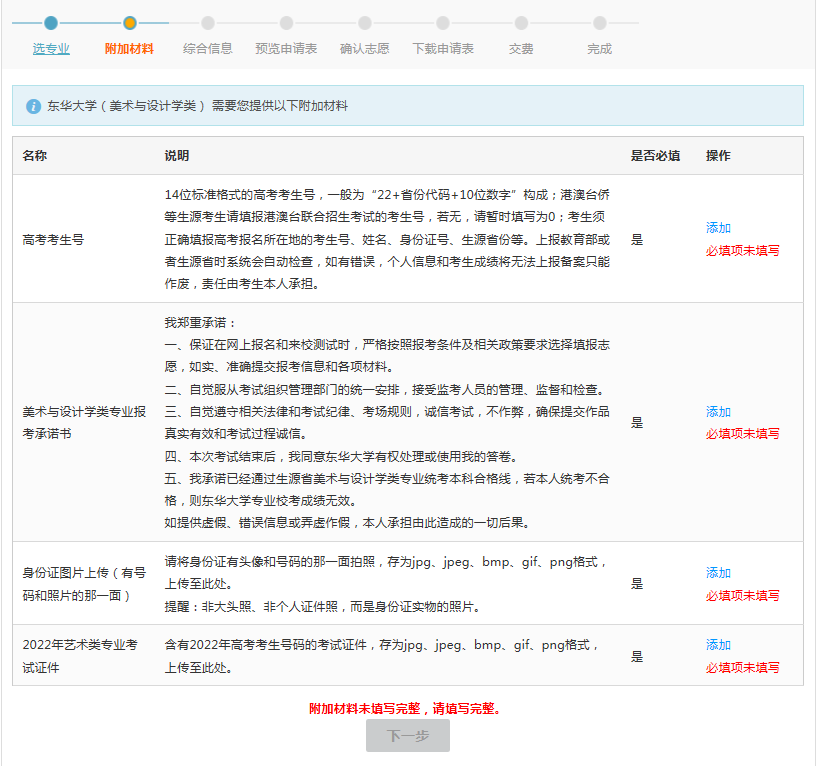 选专业 附加材料 综合信息 预览申请表 确认志愿 下载申请表 交费 完成
东华大学（美术与设计学类） 需要您提供以下附加材料
名称 说明 是否必填 操作
高考考生号
14位标准格式的高考考生号，一般为“22+省份代码+10位数字”构成；港澳台侨
等生源考生请填报港澳台联合招生考试的考生号，若无，请暂时填写为0；考生须
正确填报高考报名所在地的考生号、姓名、身份证号、生源省份等。上报教育部或
者生源省时系统会自动检查，如有错误，个人信息和考生成绩将无法上报备案只能
作废，责任由考生本人承担。
是
添加
必填项未填写
美术与设计学类专业报
考承诺书
我郑重承诺：
一、保证在网上报名和来校测试时，严格按照报考条件及相关政策要求选择填报志
愿，如实、准确提交报考信息和各项材料。
二、自觉服从考试组织管理部门的统一安排，接受监考人员的管理、监督和检查。
三、自觉遵守相关法律和考试纪律、考场规则，诚信考试，不作弊，确保提交作品
真实有效和考试过程诚信。
四、本次考试结束后，我同意东华大学有权处理或使用我的答卷。
五、我承诺已经通过生源省美术与设计学类专业统考本科合格线，若本人统考不合
格，则东华大学专业校考成绩无效。
如提供虚假、错误信息或弄虚作假，本人承担由此造成的一切后果。
是
添加
必填项未填写
身份证图片上传（有号
码和照片的那一面）
请将身份证有头像和号码的那一面拍照，存为jpg、jpeg、bmp、gif、png格式，
上传至此处。
提醒：非大头照、非个人证件照，而是身份证实物的照片。
是
添加
必填项未填写
2022年艺术类专业考
试证件
含有2022年高考考生号码的考试证件，存为jpg、jpeg、bmp、gif、png格式，
上传至此处。
是
添加
必填项未填写
附加材料未填写完整，请填写完整。
下一步